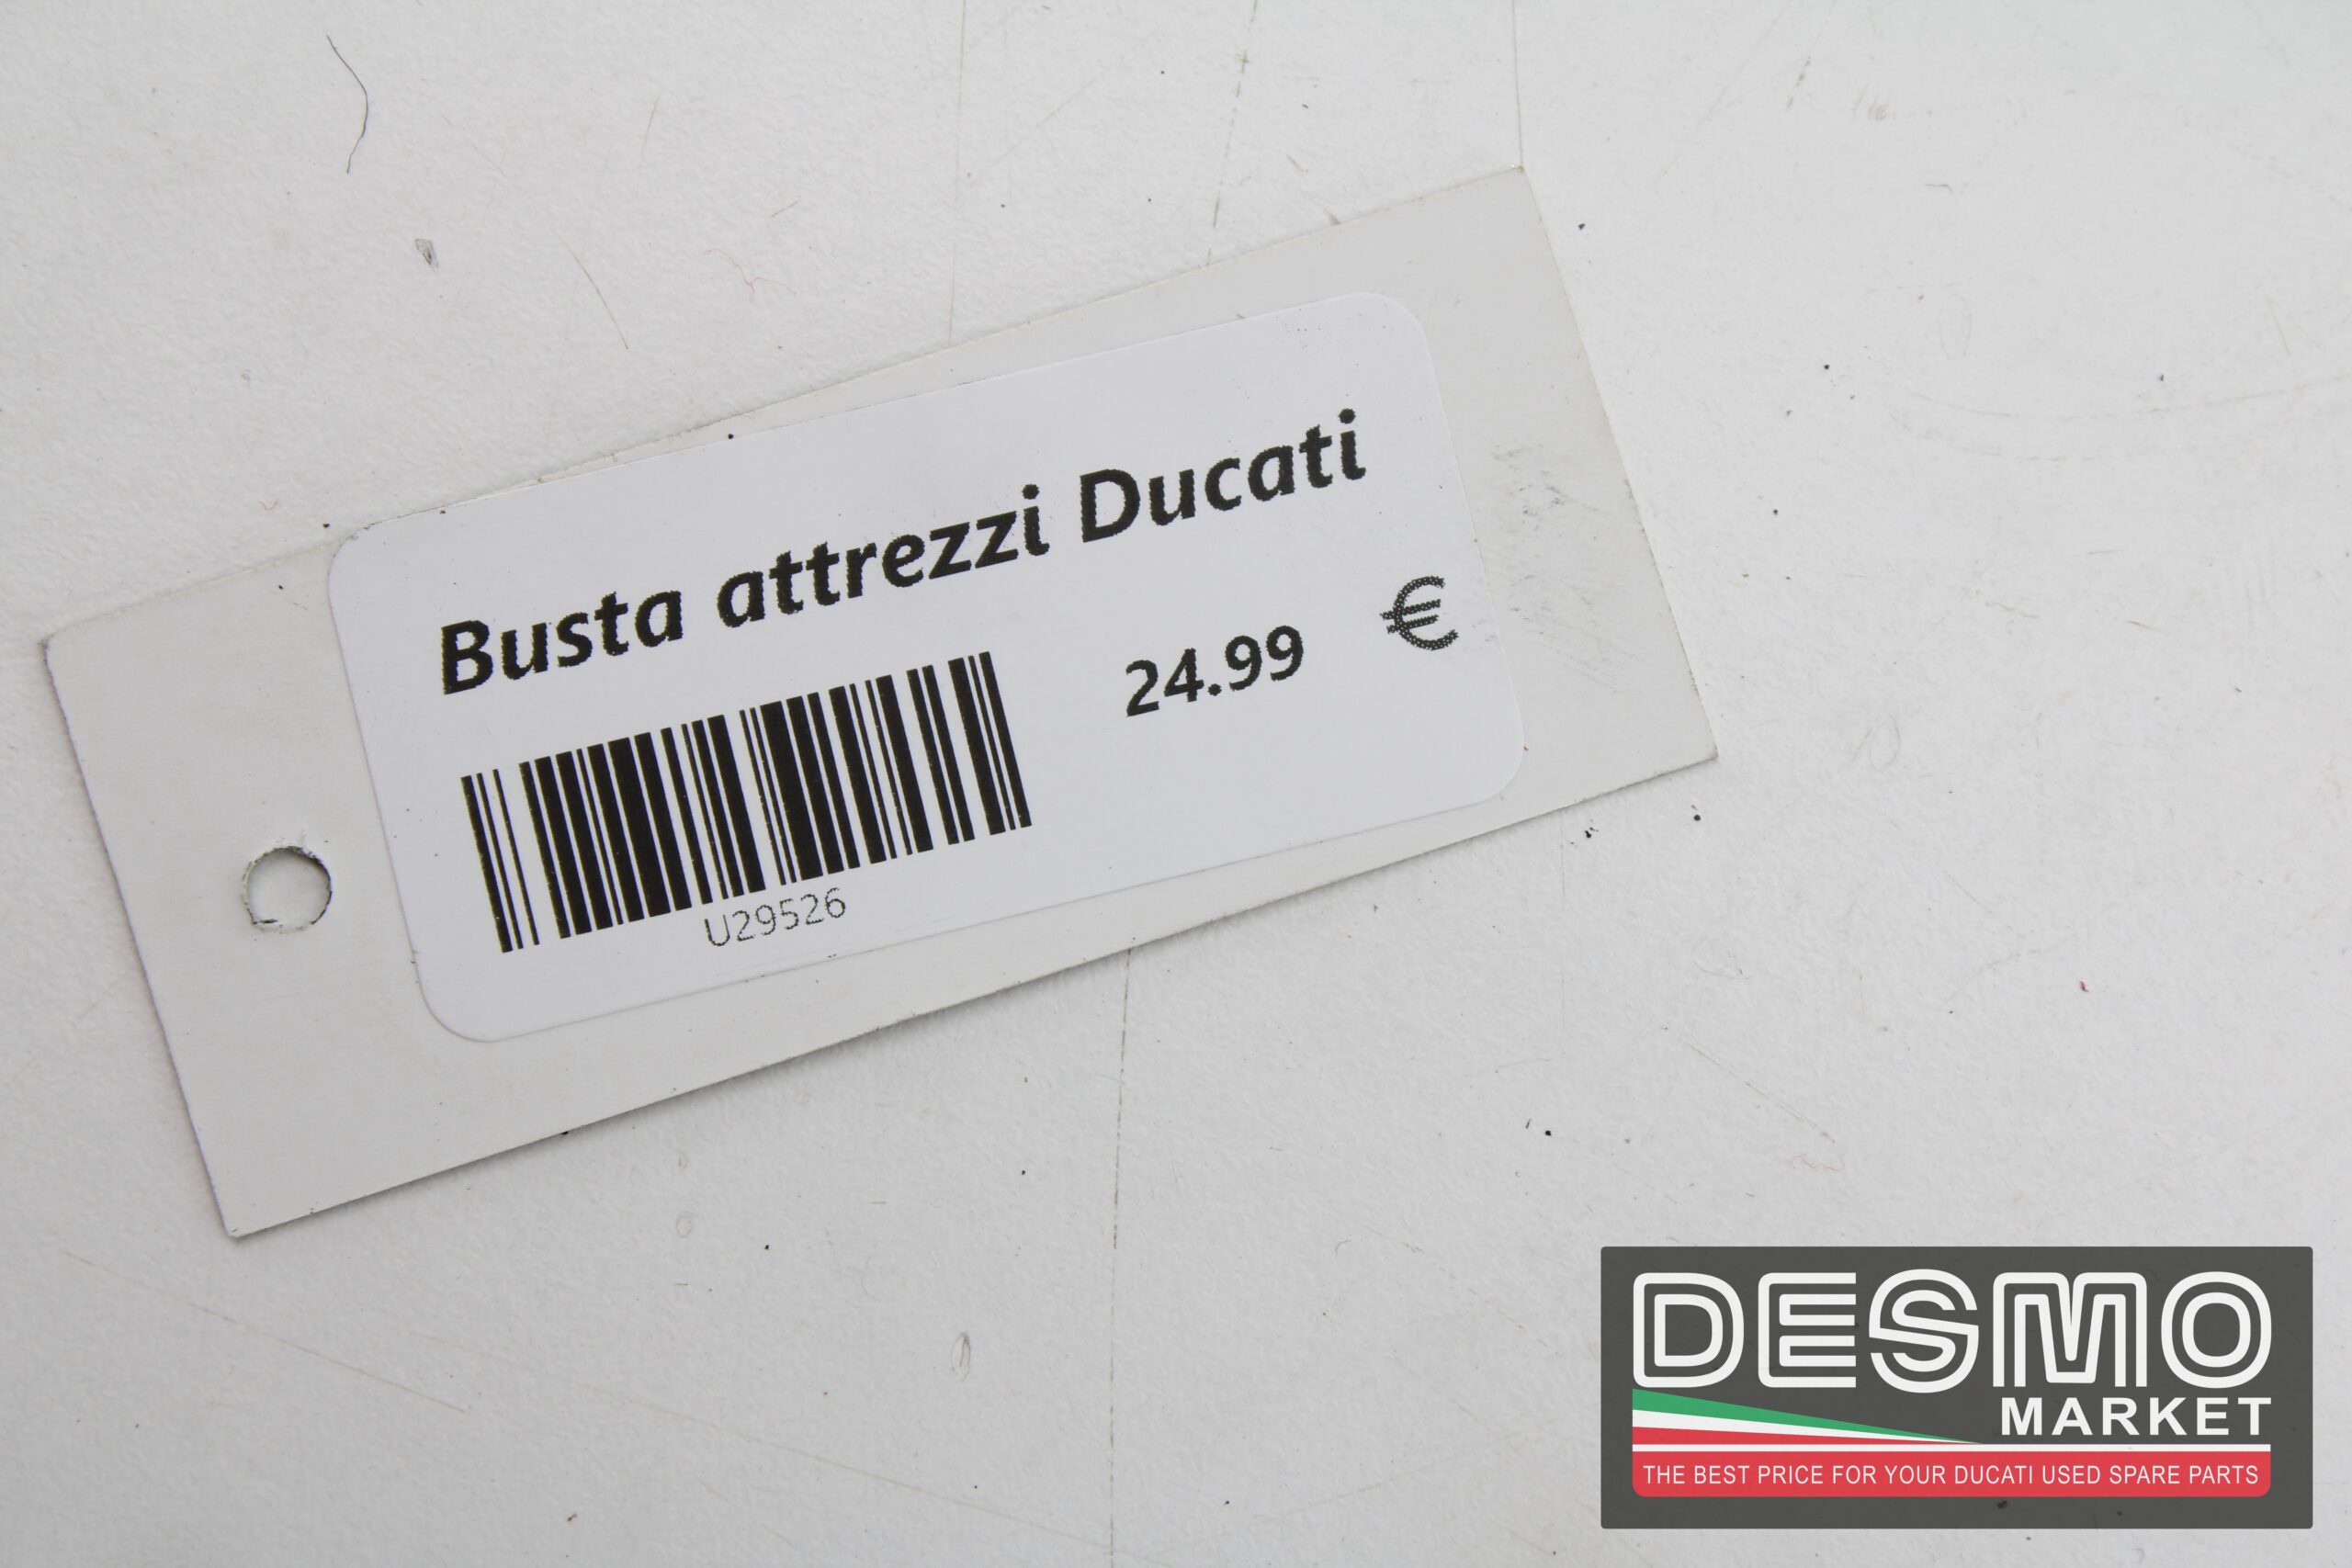 Busta attrezzi Ducati
24.99 €
U29526
DESMO
MARKET
THE BEST PRICE FOR YOUR DUCATI USED SPARE PARTS